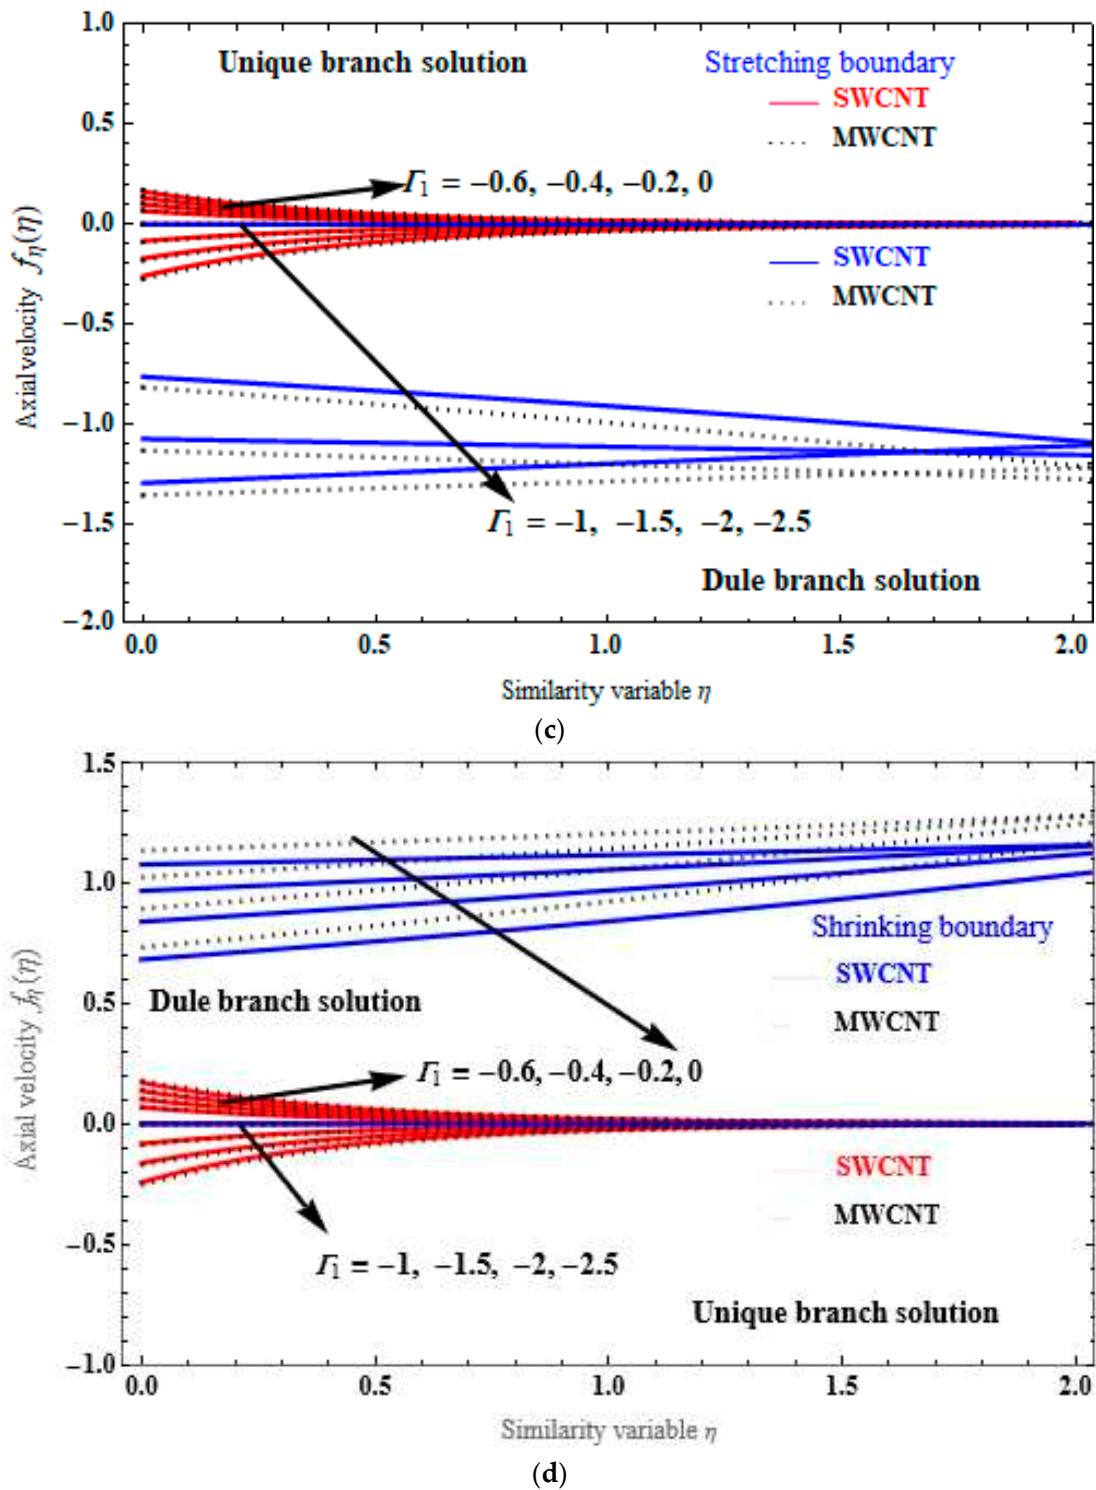 1.0
Unique branch solution Stretching boundary
SWCNT
0.5
MWCNT
Γ1 = −0.6, −0.4, −0.2, 0
0.0
SWCNT
MWCNT
−0.5
−1.0
−1.5
Γ1 = −1, −1.5, −2, −2.5
Dule branch solution
−2.0
0.0 0.5 1.0 1.5 2.0
Axial velocity fη(η)
Similarity variable η
(c)
1.5
1.0
Shrinking boundary
SWCNT
0.5
Dule branch solution
MWCNT
Γ1 = −0.6, −0.4, −0.2, 0
0.0
SWCNT
MWCNT
−0.5
Γ1 = −1, −1.5, −2, −2.5
Unique branch solution
−1.0
0.0 0.5 1.0 1.5 2.0
Axial velocity fη(η)
Similarity variable η
(d)